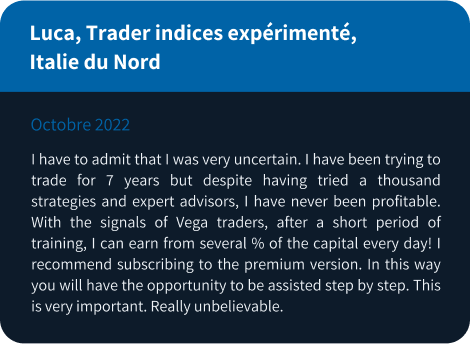 Luca, Trader indices expérimenté,
Italie du Nord
Octobre 2022
I have to admit that I was very uncertain. I have been trying to
trade for 7 years but despite having tried a thousand
strategies and expert advisors, I have never been profitable.
With the signals of Vega traders, after a short period of
training, I can earn from several % of the capital every day! I
recommend subscribing to the premium version. In this way
you will have the opportunity to be assisted step by step. This
is very important. Really unbelievable.